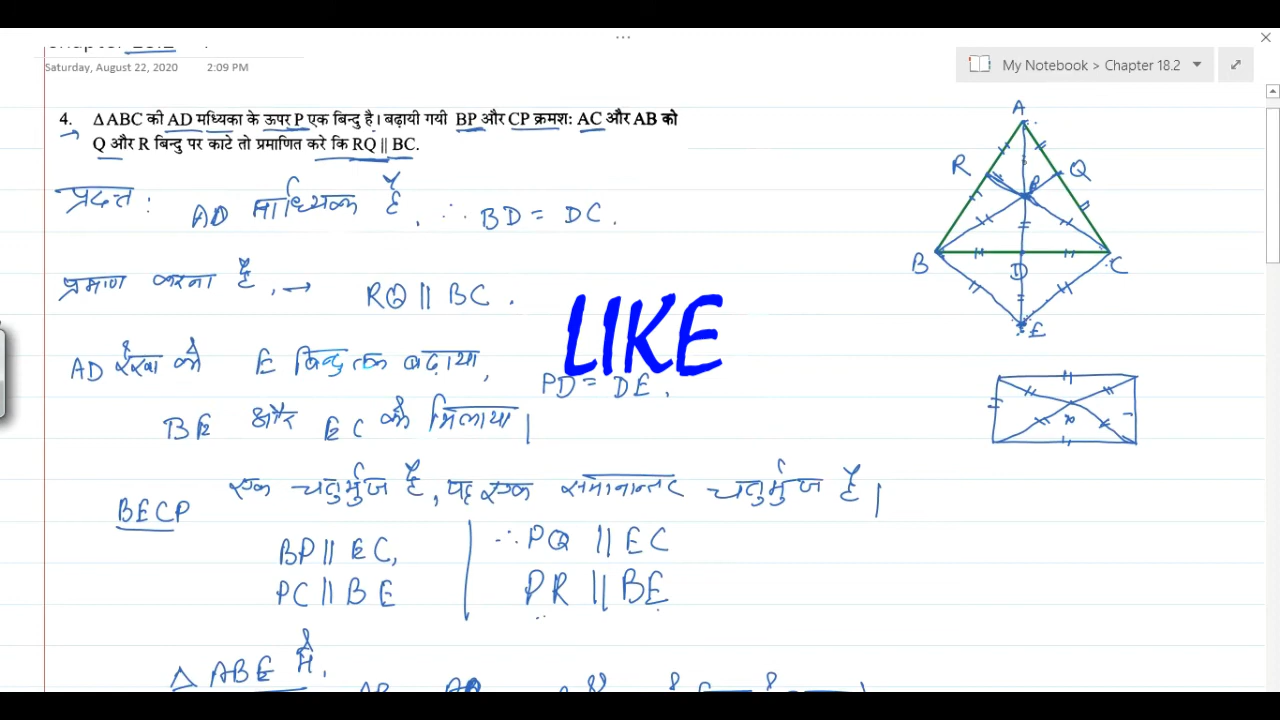 Saturday, August 22, 2020 2:09 PM
My Notebook > Chapter 18.2
4. Δ ABC की AD मध्यिका के ऊपर P एक बिन्दु है। बढ़ायी गयी BP और CP क्रमशः AC और AB को
Q और R बिन्दु पर काटे तो प्रमाणित करे कि RQ || BC.
प्रदत्त : AD माध्यिका है, ∴ BD = DC.
प्रमाण करना है, → RQ || BC.
LIKE
AD रेखा को E बिन्दु तक बढ़ाया, PD = DE.
BE और EC को मिलाया।
BECP एक चतुर्भुज है, यह एक समानान्तर चतुर्भुज है।
BP || EC, ∴ PQ || EC
PC || BE PR || BE
Δ ABE में,
A
R Q
P
B D C
E